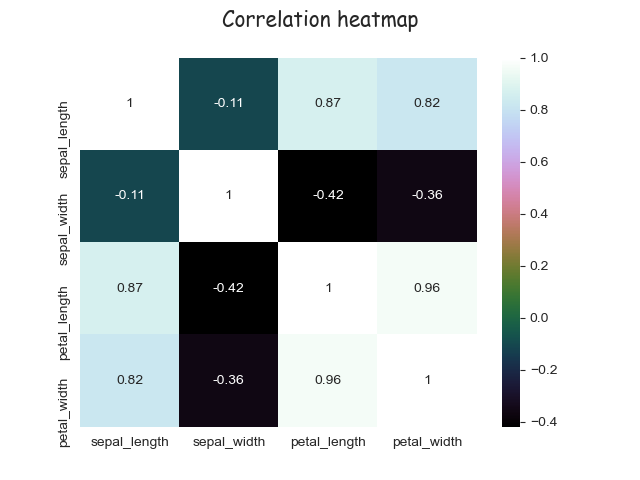 Correlation heatmap
sepal_length
1
-0.11
0.87
0.82
sepal_width
-0.11
1
-0.42
-0.36
petal_length
0.87
-0.42
1
0.96
petal_width
0.82
-0.36
0.96
1
sepal_length
sepal_width
petal_length
petal_width
1.0
0.8
0.6
0.4
0.2
0.0
−0.2
−0.4